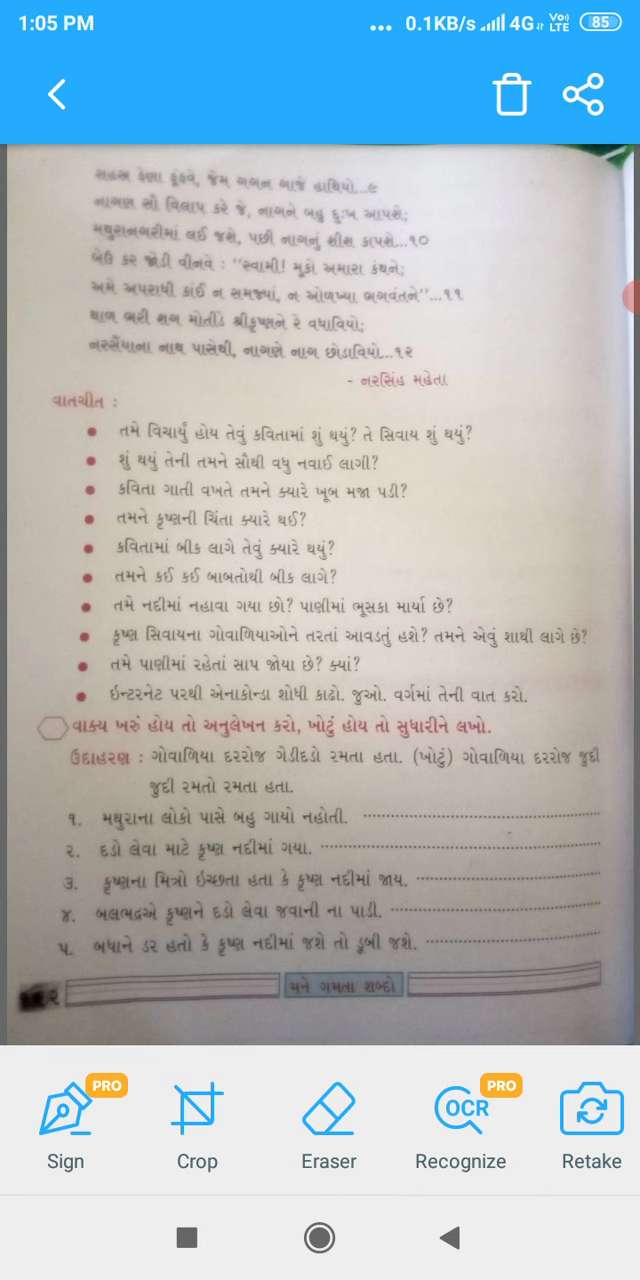 1:05 PM ... 0.1KB/s 4G Vo)) LTE 85
સહસ્ર ફેણા ફૂંકવે, જેમ ગગન ગાજે હાથિયો...૯
નાગણ સૌ વિલાપ કરે જે, નાગને બહુ દુઃખ આપશે;
મથુરાનગરીમાં લઈ જશે, પછી નાગનું શીશ કાપશે...૧૦
બેઉ કર જોડી વીનવે : “સ્વામી! મૂકો અમારા કંથને;
અમે અપરાધી કાંઈ ન સમજ્યાં, ન ઓળખ્યા ભગવંતને”...૧૧
થાળ ભરી શગ મોતીડે શ્રીકૃષ્ણને રે વધાવિયો;
નરસૈંયાના નાથ પાસેથી, નાગણે નાગ છોડાવિયો...૧૨
- નરસિંહ મહેતા
વાતચીત :
• તમે વિચાર્યું હોય તેવું કવિતામાં શું થયું? તે સિવાય શું થયું?
• શું થયું તેની તમને સૌથી વધુ નવાઈ લાગી?
• કવિતા ગાતી વખતે તમને ક્યારે ખૂબ મજા પડી?
• તમને કૃષ્ણની ચિંતા ક્યારે થઈ?
• કવિતામાં બીક લાગે તેવું ક્યારે થયું?
• તમને કઈ કઈ બાબતોથી બીક લાગે?
• તમે નદીમાં નહાવા ગયા છો? પાણીમાં ભૂસકા માર્યા છે?
• કૃષ્ણ સિવાયના ગોવાળિયાઓને તરતાં આવડતું હશે? તમને એવું શાથી લાગે છે?
• તમે પાણીમાં રહેતાં સાપ જોયા છે? ક્યાં?
• ઇન્ટરનેટ પરથી એનાકોન્ડા શોધી કાઢો. જુઓ. વર્ગમાં તેની વાત કરો.
વાક્ય ખરું હોય તો અનુલેખન કરો, ખોટું હોય તો સુધારીને લખો.
ઉદાહરણ : ગોવાળિયા દરરોજ ગેડીદડો રમતા હતા. (ખોટું) ગોવાળિયા દરરોજ જુદી
જુદી રમતો રમતા હતા.
૧. મથુરાના લોકો પાસે બહુ ગાયો નહોતી.
૨. દડો લેવા માટે કૃષ્ણ નદીમાં ગયા.
૩. કૃષ્ણના મિત્રો ઇચ્છતા હતા કે કૃષ્ણ નદીમાં જાય.
૪. બલભદ્રએ કૃષ્ણને દડો લેવા જવાની ના પાડી.
૫. બધાને ડર હતો કે કૃષ્ણ નદીમાં જશે તો ડૂબી જશે.
મને ગમતા શબ્દો
PRO PRO
OCR
Sign Crop Eraser Recognize Retake